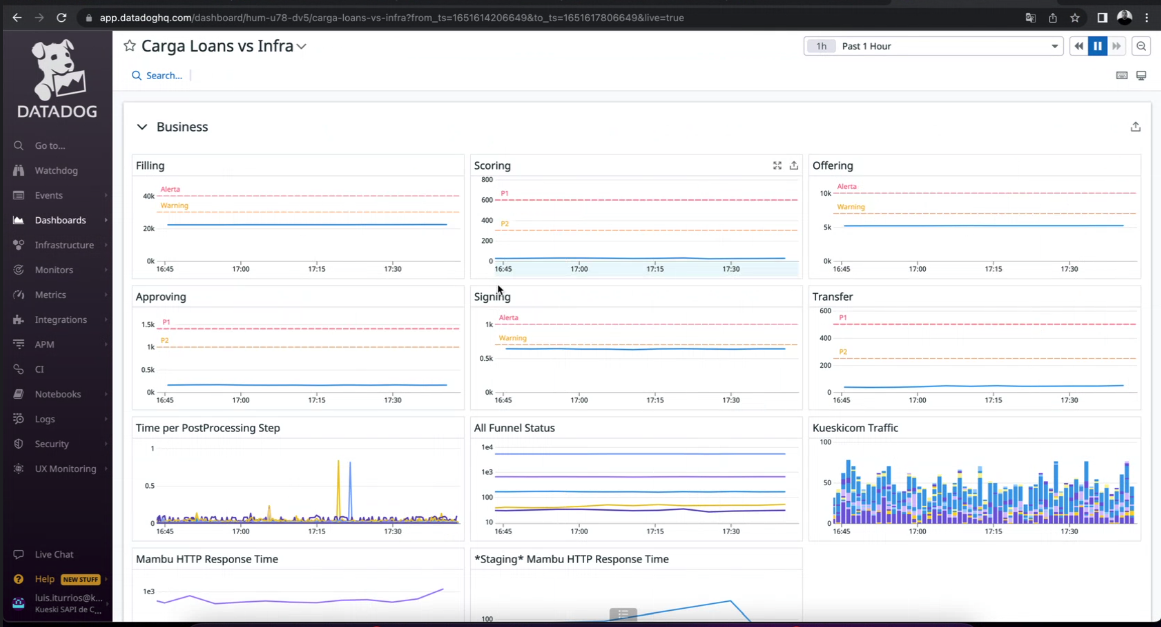 app.datadoghq.com/dashboard/hum-u78-dv5/carga-loans-vs-infra?from_ts=1651614206649&to_ts=1651617806649&live=true
DATADOG
Go to...
Watchdog
Events
Dashboards
Infrastructure
Monitors
Metrics
Integrations
APM
CI
Notebooks
Logs
Security
UX Monitoring
Live Chat
Help NEW STUFF
luis.iturrios@k...
Kueski SAPI de C...
Carga Loans vs Infra
1h Past 1 Hour
Search...
Business
Filling
40k
20k
0k
Alerta
Warning
16:45 17:00 17:15 17:30
Scoring
800
600
400
200
0
P1
P2
16:45 17:00 17:15 17:30
Offering
10k
5k
0k
Alerta
Warning
16:45 17:00 17:15 17:30
Approving
1.5k
1k
0.5k
0k
P1
P2
16:45 17:00 17:15 17:30
Signing
1k
0.5k
0k
Alerta
Warning
16:45 17:00 17:15 17:30
Transfer
600
400
200
0
P1
P2
16:45 17:00 17:15 17:30
Time per PostProcessing Step
1
0.5
0
16:45 17:00 17:15 17:30
All Funnel Status
1e4
1e3
100
10
16:45 17:00 17:15 17:30
Kueskicom Traffic
100
50
0
16:45 17:00 17:15 17:30
Mambu HTTP Response Time
1e3
*Staging* Mambu HTTP Response Time
100